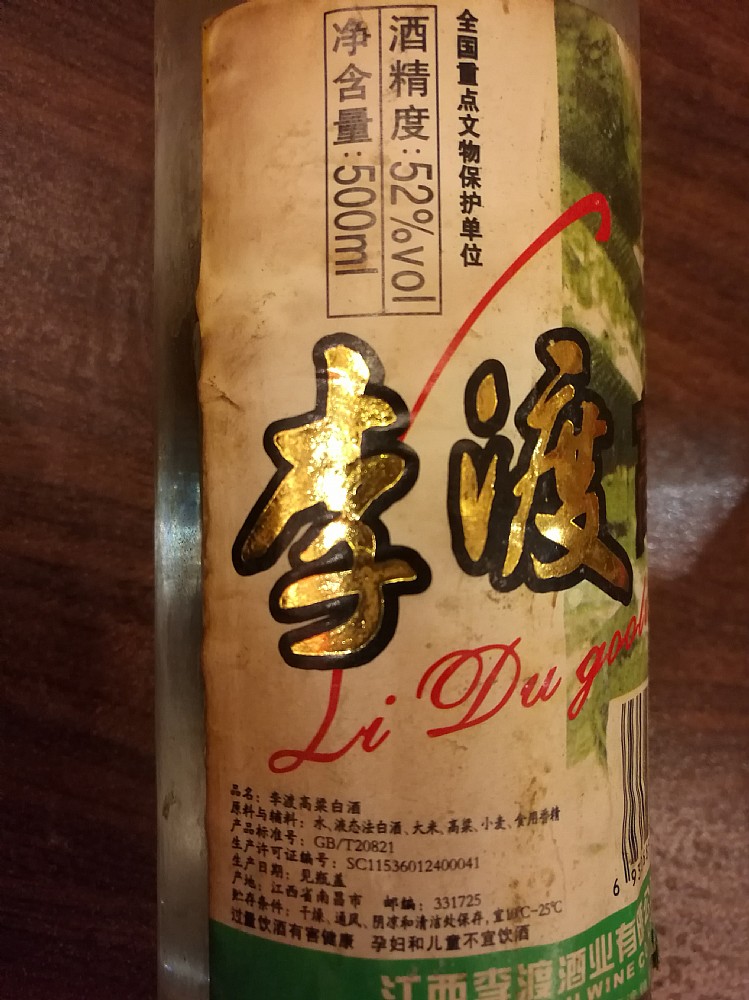 全国重点文物保护单位
酒精度:52%vol
净含量:500ml
李渡
Li Du
品名：李渡高粱白酒
原料与辅料：水、液态法白酒、大米、高粱、小麦、食用香精
产品标准号：GB/T20821
生产许可证编号：SC11536012400041
生产日期：见瓶盖
产地：江西省南昌市 邮编：331725
贮存条件：干燥、通风、阴凉和清洁处保存，宜10℃-25℃
过量饮酒有害健康 孕妇和儿童不宜饮酒
江西李渡酒业有限
WINE